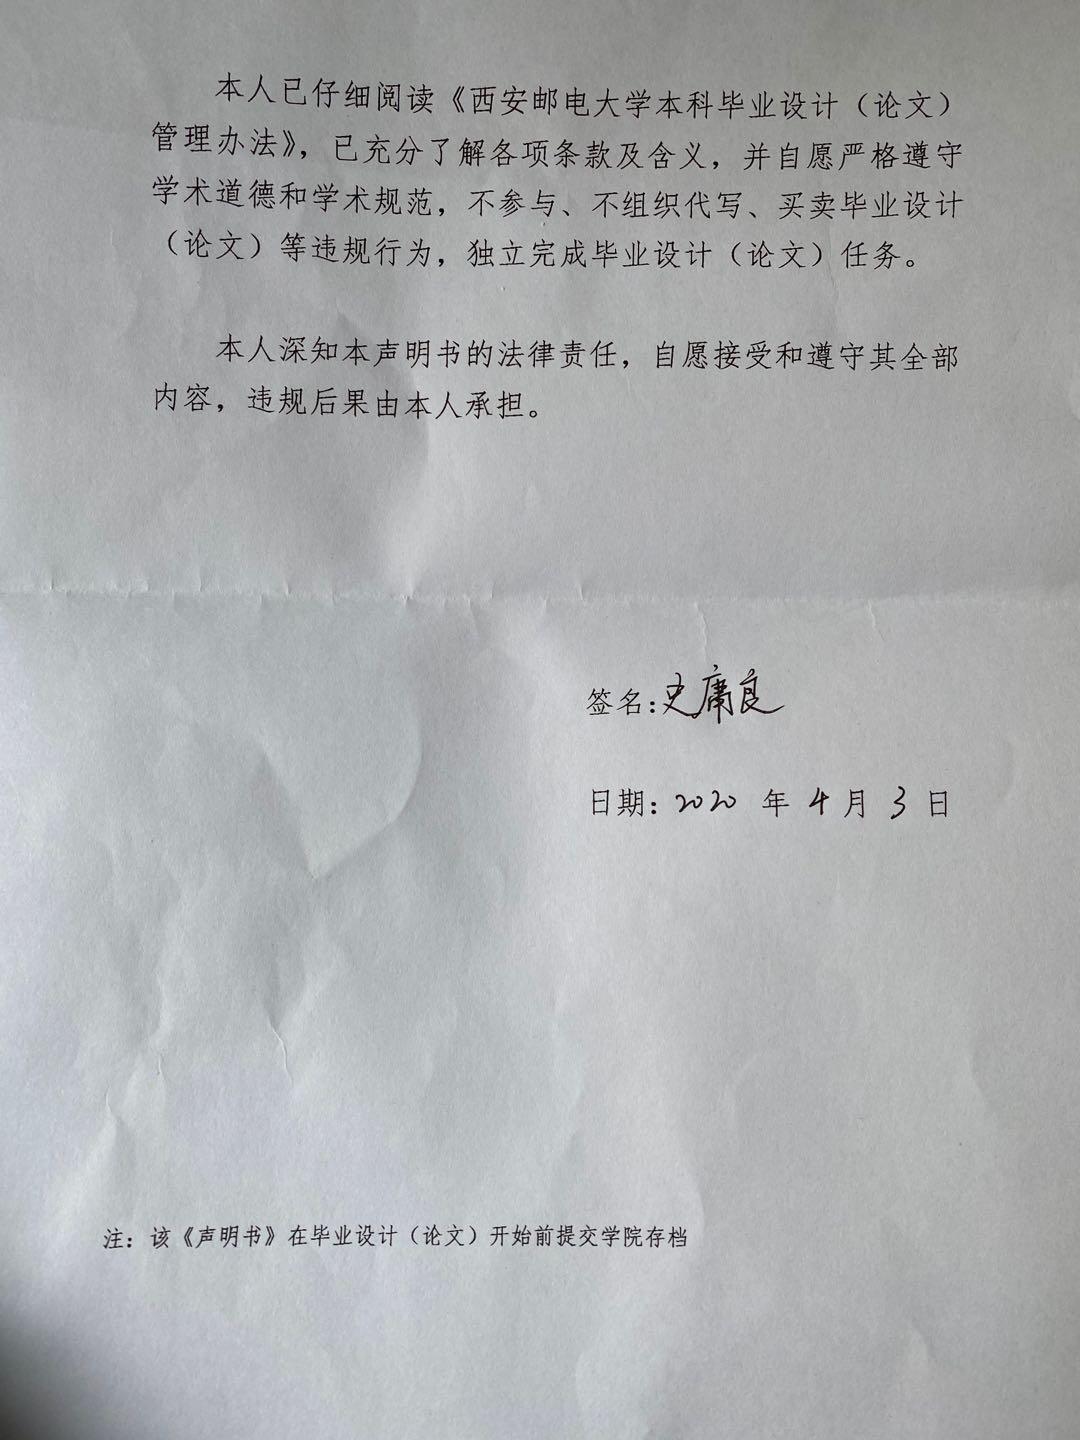 本人已仔细阅读《西安邮电大学本科毕业设计（论文）
管理办法》，已充分了解各项条款及含义，并自愿严格遵守
学术道德和学术规范，不参与、不组织代写、买卖毕业设计
（论文）等违规行为，独立完成毕业设计（论文）任务。
本人深知本声明书的法律责任，自愿接受和遵守其全部
内容，违规后果由本人承担。
签名：史庸良
日期：2020 年 4 月 3 日
注：该《声明书》在毕业设计（论文）开始前提交学院存档